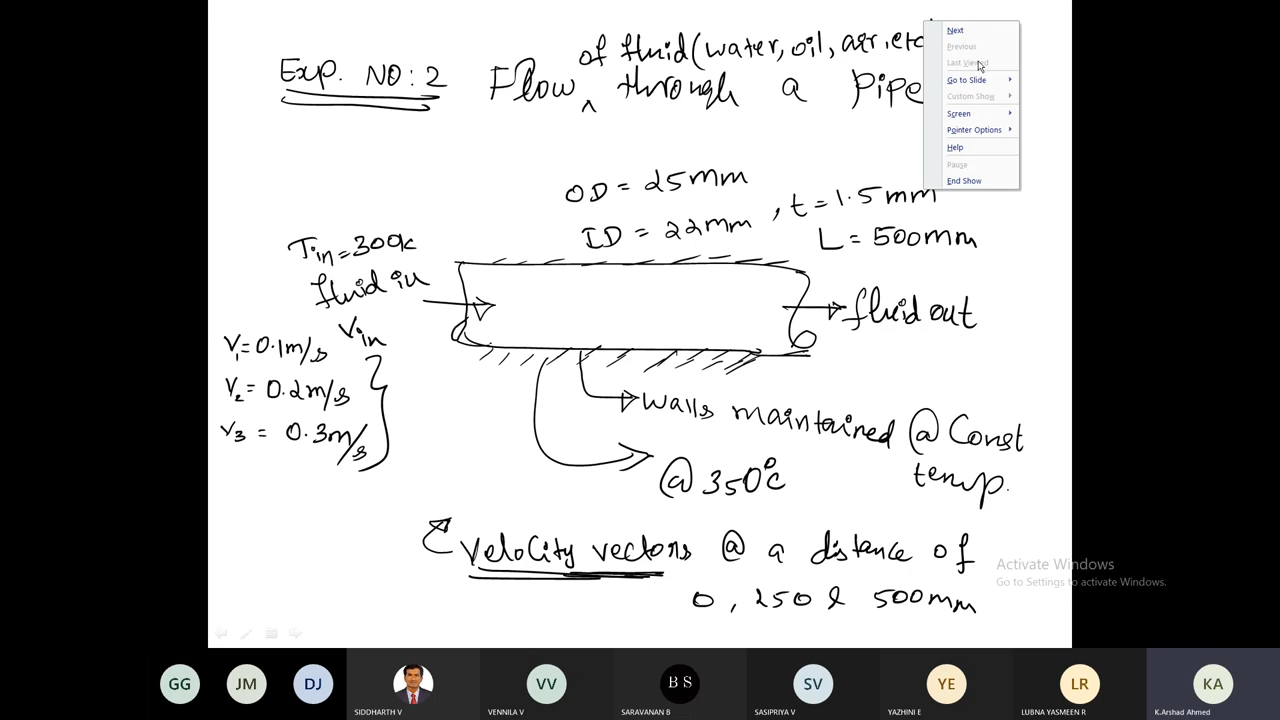 of fluid (water, oil, air, etc
Exp. NO: 2 Flow ^ through a Pipe
OD = 25mm
ID = 22mm , t = 1.5mm
L = 500mm
Tin = 300k
fluid in
fluid out
Vin
V1 = 0.1m/s
V2 = 0.2m/s
V3 = 0.3m/s
walls maintained @ Const
temp.
@ 350°c
Velocity vectors @ a distance of
0, 250 & 500mm
Next
Previous
Last Viewed
Go to Slide
Custom Show
Screen
Pointer Options
Help
Pause
End Show
Activate Windows
Go to Settings to activate Windows.
GG JM DJ VV B S SV YE LR KA
SIDDHARTH V VENNILA V SARAVANAN B SASIPRIYA V YAZHINI E LUBNA YASMEEN R K.Arshad Ahmed